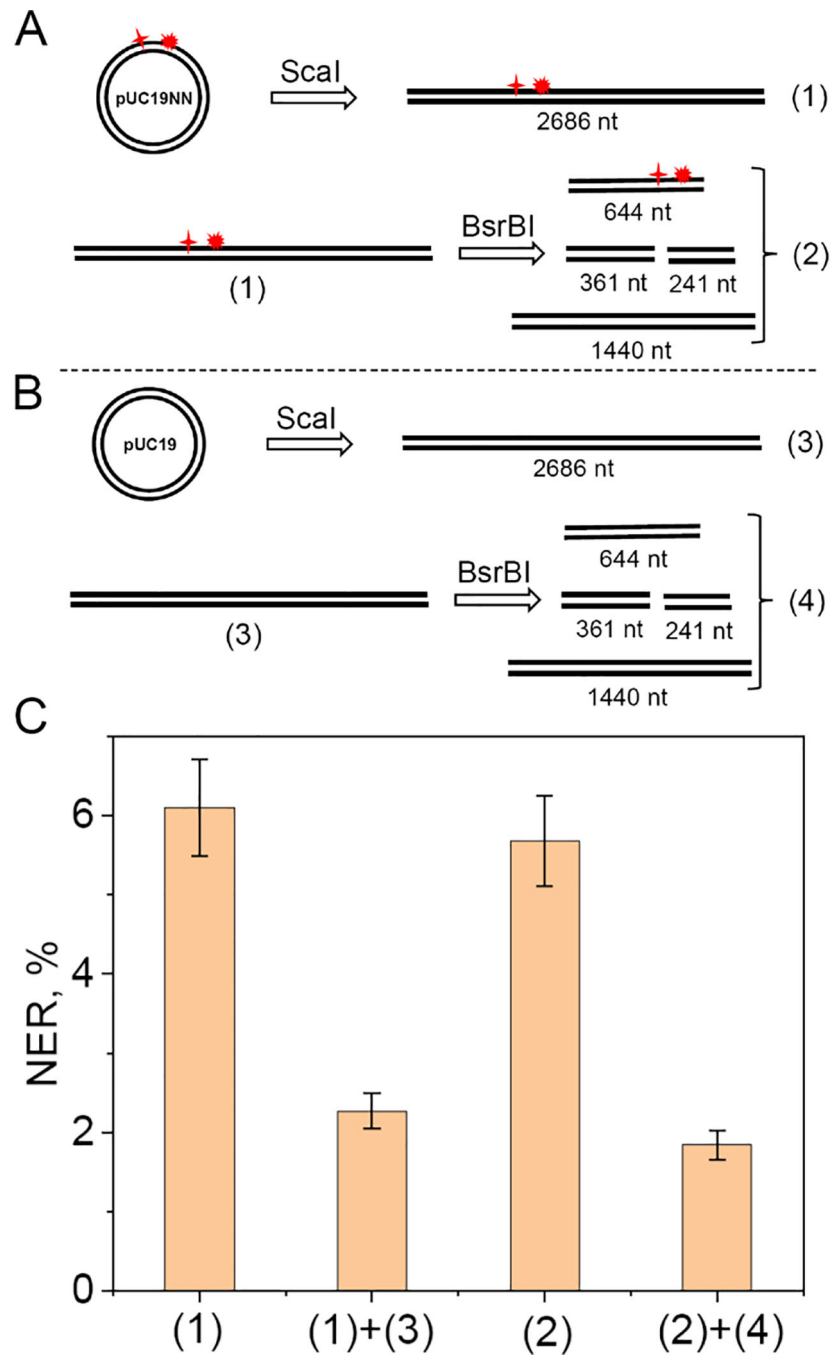 A
pUC19NN
ScaI
2686 nt
(1)
(1)
BsrBI
644 nt
361 nt
241 nt
1440 nt
(2)
B
pUC19
ScaI
2686 nt
(3)
(3)
BsrBI
644 nt
361 nt
241 nt
1440 nt
(4)
C
NER, %
6
4
2
0
(1)
(1)+(3)
(2)
(2)+(4)